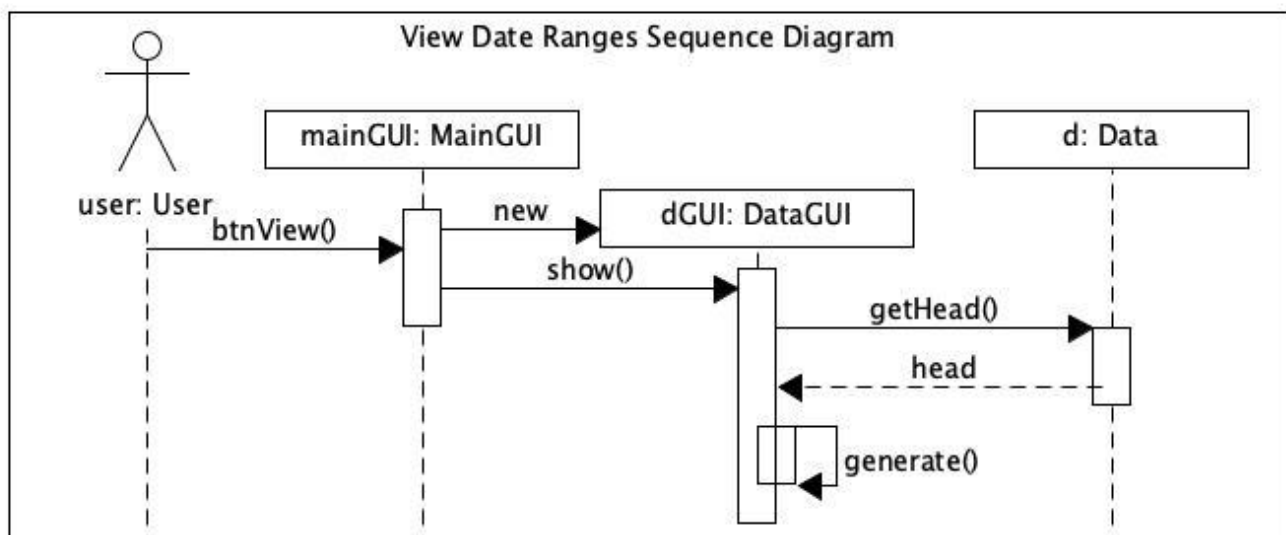 View Date Ranges Sequence Diagram
mainGUI: MainGUI
d: Data
user: User
new
dGUI: DataGUI
btnView()
show()
getHead()
head
generate()